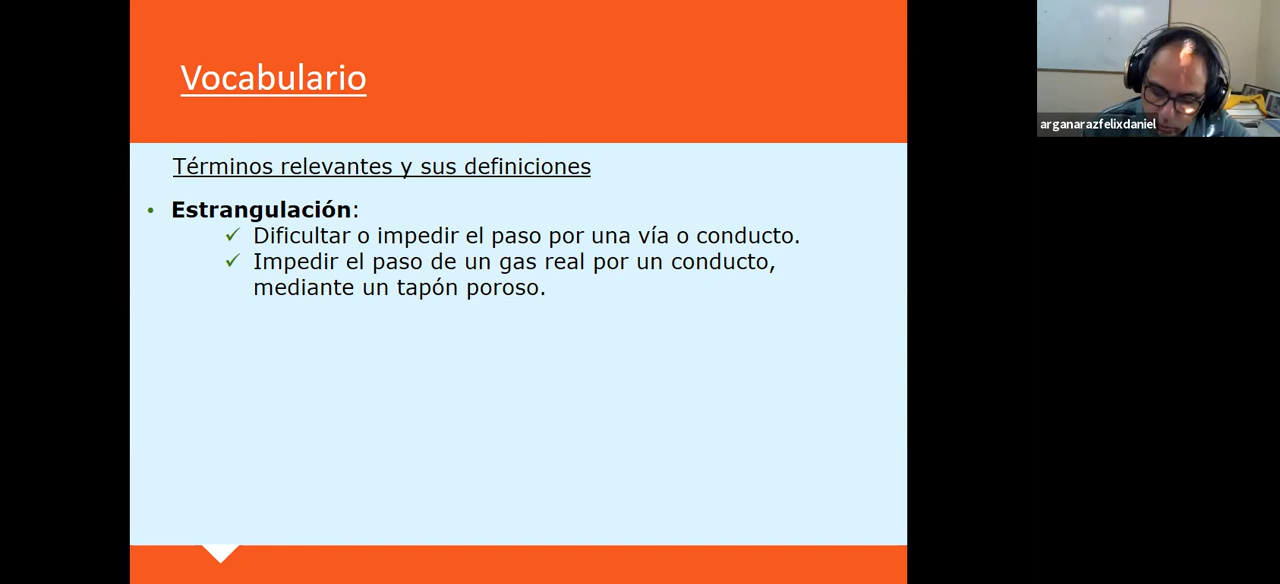 Vocabulario
Términos relevantes y sus definiciones
• Estrangulación:
✓ Dificultar o impedir el paso por una vía o conducto.
✓ Impedir el paso de un gas real por un conducto,
mediante un tapón poroso.
arganarazfelixdaniel